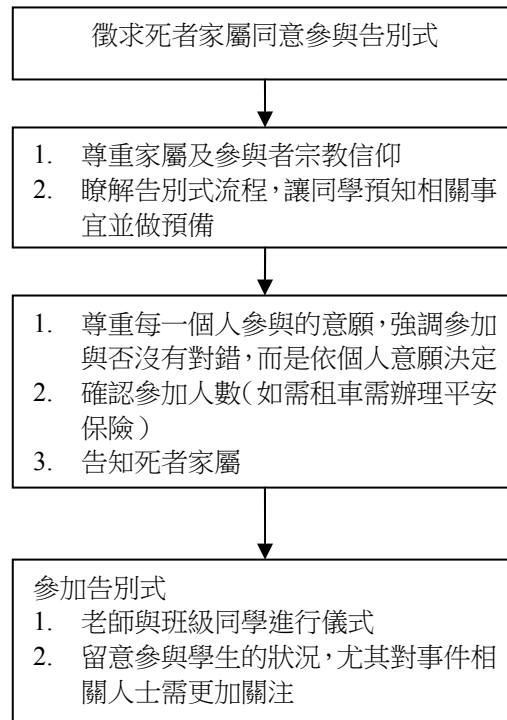 徵求死者家屬同意參與告別式
1. 尊重家屬及參與者宗教信仰
2. 瞭解告別式流程，讓同學預知相關事
宜並做預備
1. 尊重每一個人參與的意願，強調參加
與否沒有對錯，而是依個人意願決定
2. 確認參加人數（如需租車需辦理平安
保險）
3. 告知死者家屬
參加告別式
1. 老師與班級同學進行儀式
2. 留意參與學生的狀況，尤其對事件相
關人士需更加關注